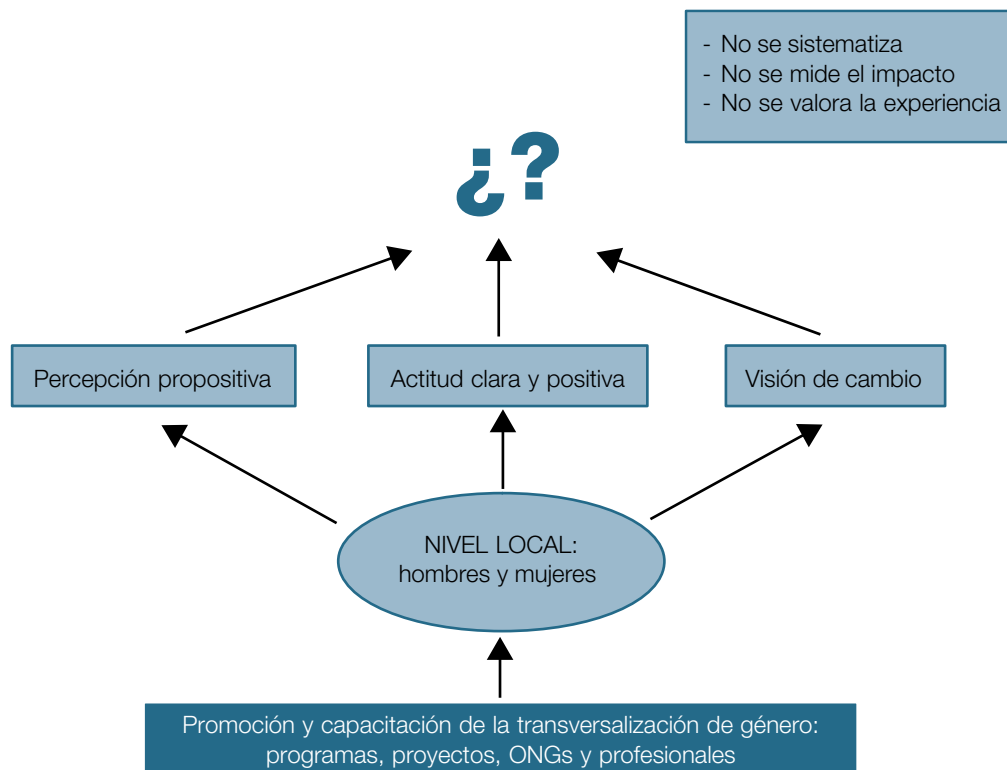 - No se sistematiza
- No se mide el impacto
- No se valora la experiencia
¿?
Percepción propositiva
Actitud clara y positiva
Visión de cambio
NIVEL LOCAL:
hombres y mujeres
Promoción y capacitación de la transversalización de género:
programas, proyectos, ONGs y profesionales